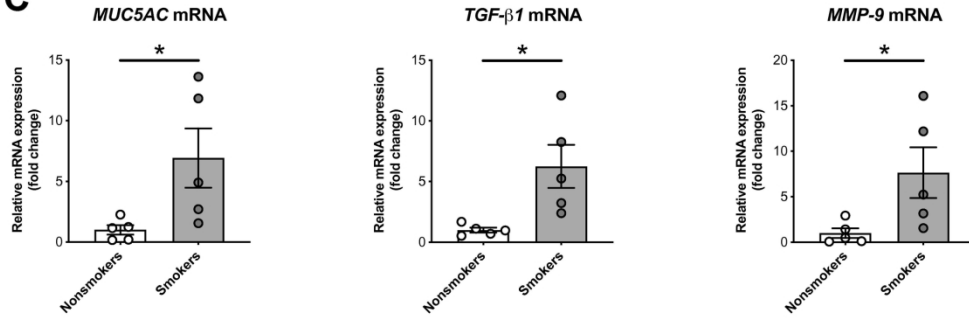 C
MUC5AC mRNA
*
Relative mRNA expression
(fold change)
15
10
5
0
Nonsmokers
Smokers
TGF-β1 mRNA
*
Relative mRNA expression
(fold change)
15
10
5
0
Nonsmokers
Smokers
MMP-9 mRNA
*
Relative mRNA expression
(fold change)
20
15
10
5
0
Nonsmokers
Smokers